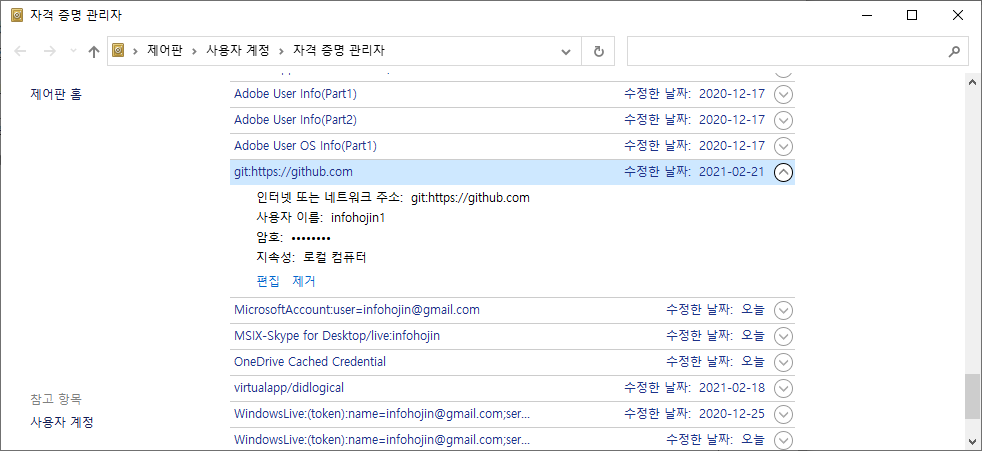 자격 증명 관리자
제어판 › 사용자 계정 › 자격 증명 관리자
제어판 홈
Adobe User Info(Part1) 수정한 날짜: 2020-12-17
Adobe User Info(Part2) 수정한 날짜: 2020-12-17
Adobe User OS Info(Part1) 수정한 날짜: 2020-12-17
git:https://github.com 수정한 날짜: 2021-02-21
인터넷 또는 네트워크 주소: git:https://github.com
사용자 이름: infohojin1
암호: ••••••••
지속성: 로컬 컴퓨터
편집 제거
MicrosoftAccount:user=infohojin@gmail.com 수정한 날짜: 오늘
MSIX-Skype for Desktop/live:infohojin 수정한 날짜: 오늘
OneDrive Cached Credential 수정한 날짜: 오늘
virtualapp/didlogical 수정한 날짜: 2021-02-18
WindowsLive:(token):name=infohojin@gmail.com;ser... 수정한 날짜: 2020-12-25
WindowsLive:(token):name=infohojin@gmail.com;ser... 수정한 날짜: 오늘
참고 항목
사용자 계정